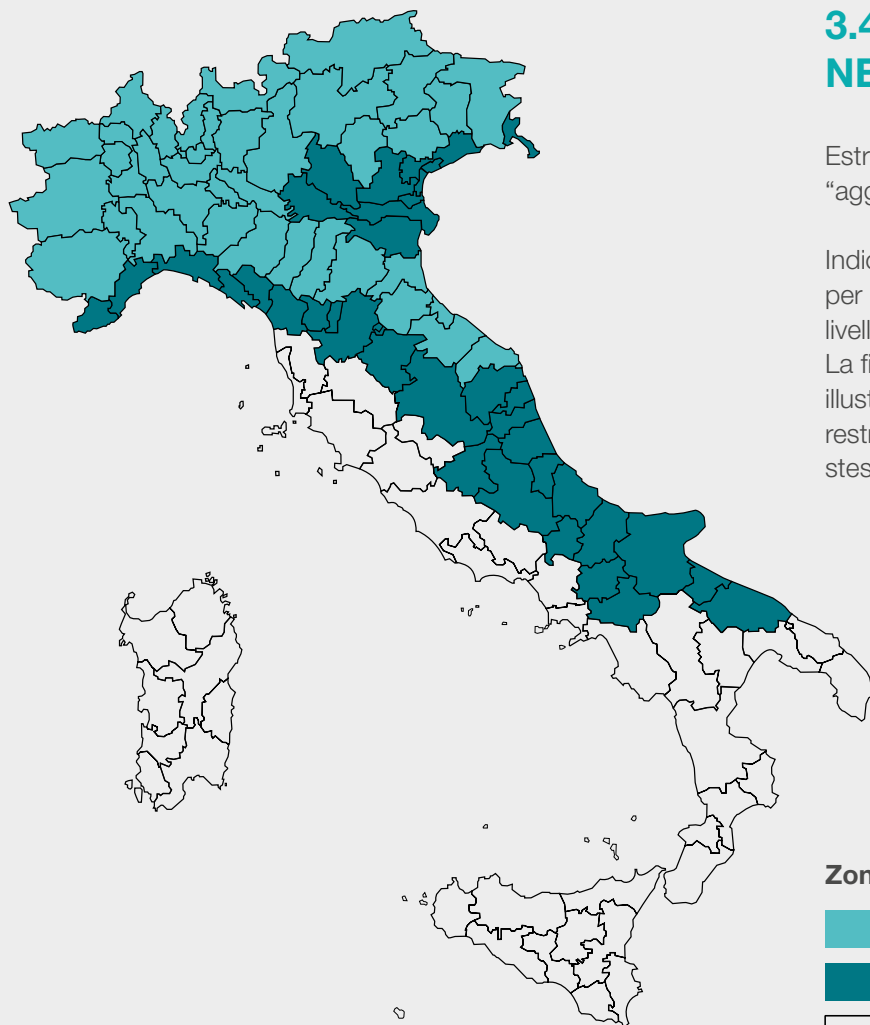 3.4
NE
Estr
“agg
Indic
per
livell
La fi
illust
restr
stes
Zon